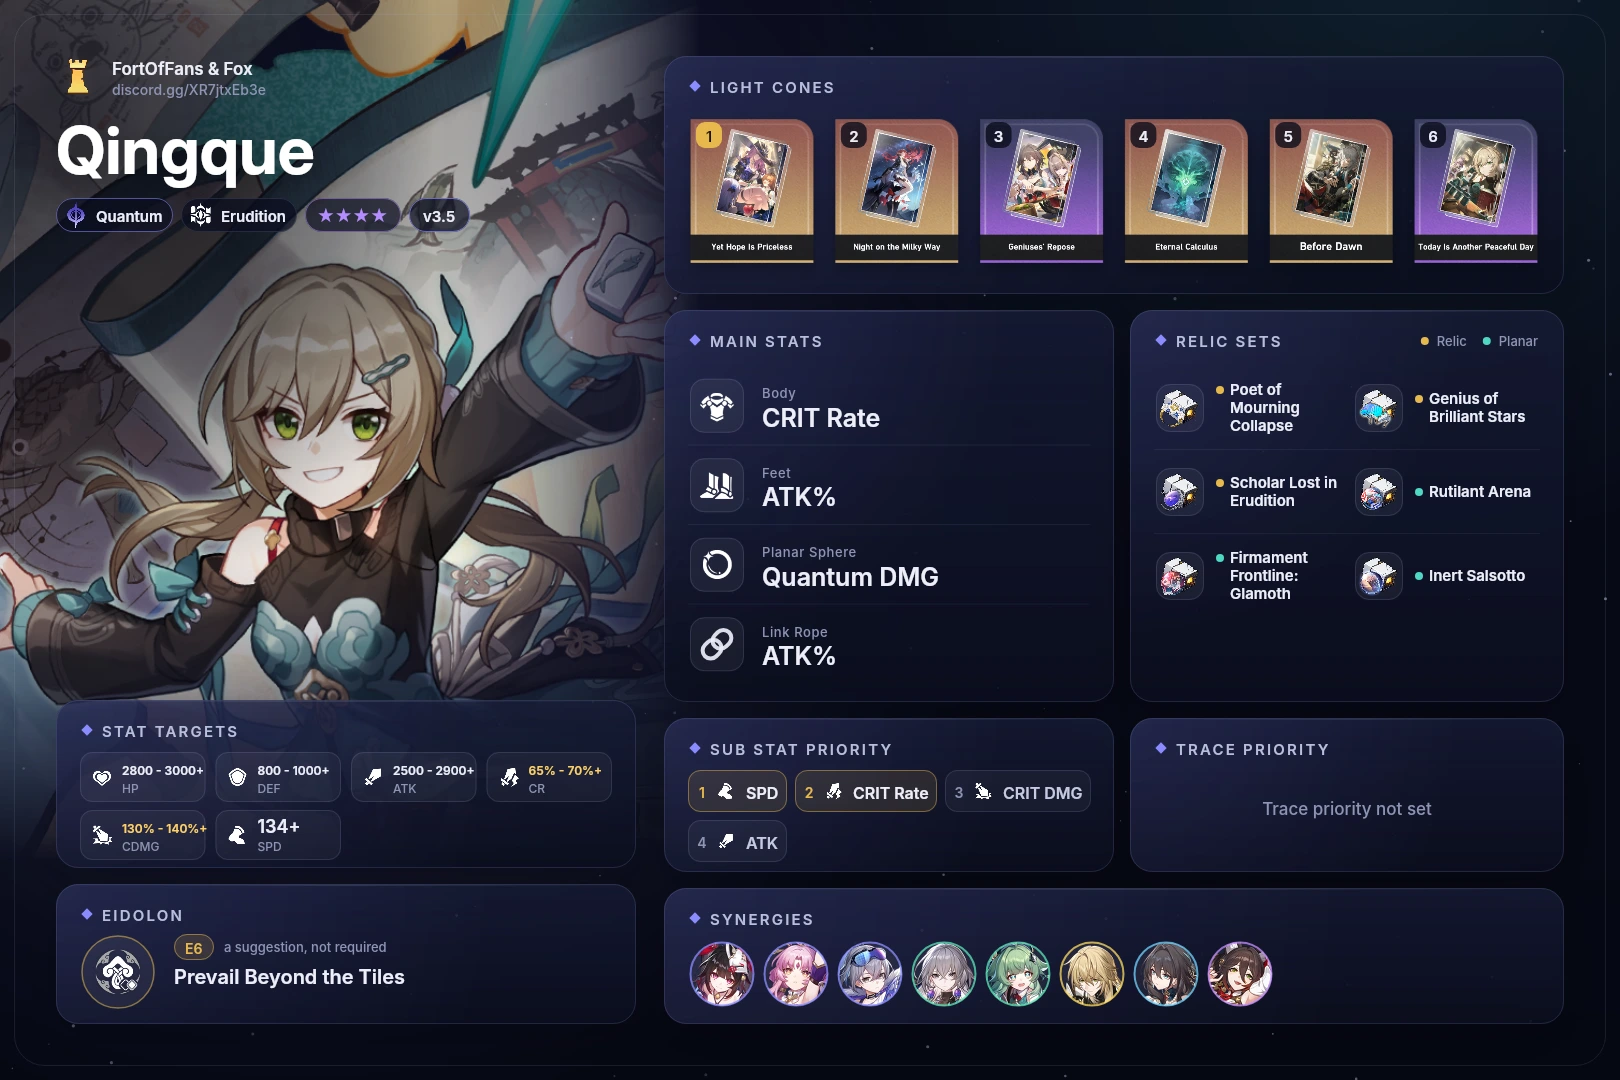 FortOfFans & Fox
discord.gg/XR7jtxEb3e
Qingque
Quantum
Erudition
★★★★
v3.5
LIGHT CONES
1
2
3
4
5
6
Yet Hope Is Priceless
Night on the Milky Way
Geniuses' Repose
Eternal Calculus
Before Dawn
Today Is Another Peaceful Day
MAIN STATS
Body
CRIT Rate
Feet
ATK%
Planar Sphere
Quantum DMG
Link Rope
ATK%
RELIC SETS
Relic
Planar
Poet of
Mourning
Collapse
Genius of
Brilliant Stars
Scholar Lost in
Erudition
Rutilant Arena
Firmament
Frontline:
Glamoth
Inert Salsotto
STAT TARGETS
2800 - 3000+
HP
800 - 1000+
DEF
2500 - 2900+
ATK
65% - 70%+
CR
130% - 140%+
CDMG
134+
SPD
SUB STAT PRIORITY
1 SPD
2 CRIT Rate
3 CRIT DMG
4 ATK
TRACE PRIORITY
Trace priority not set
EIDOLON
E6 a suggestion, not required
Prevail Beyond the Tiles
SYNERGIES